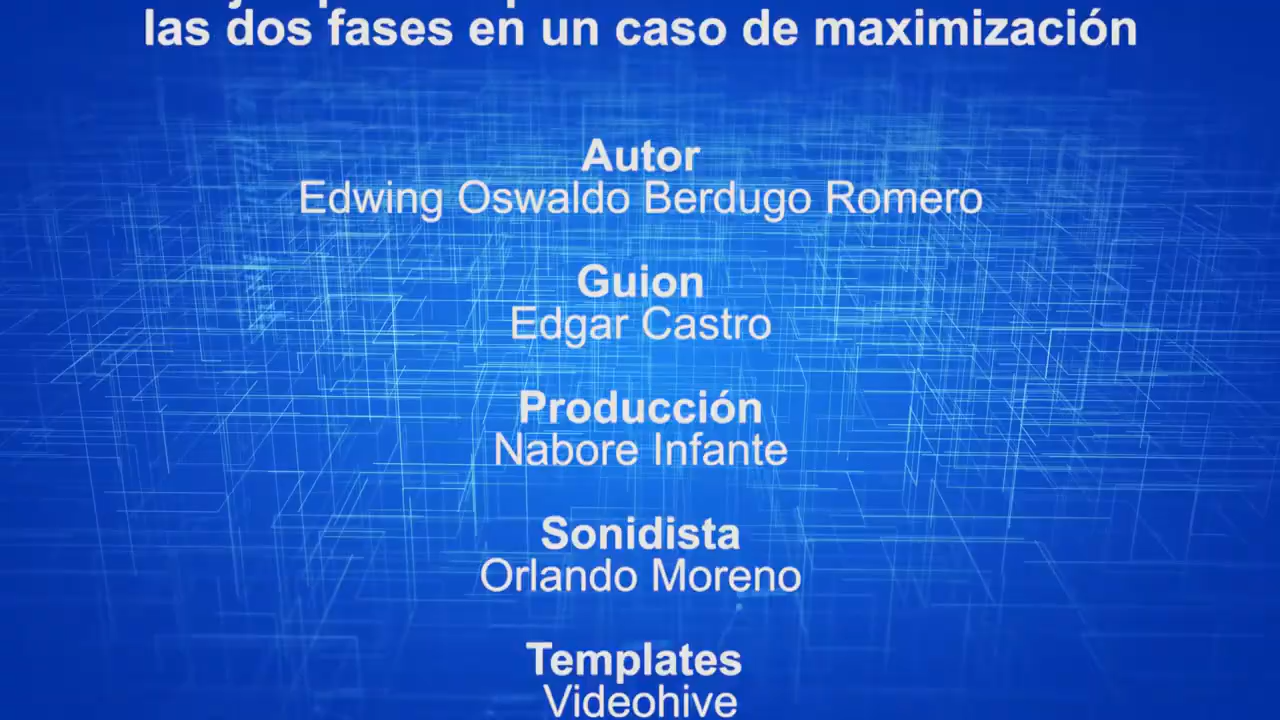 las dos fases en un caso de maximización
Autor
Edwing Oswaldo Berdugo Romero
Guion
Edgar Castro
Producción
Nabore Infante
Sonidista
Orlando Moreno
Templates
Videohive